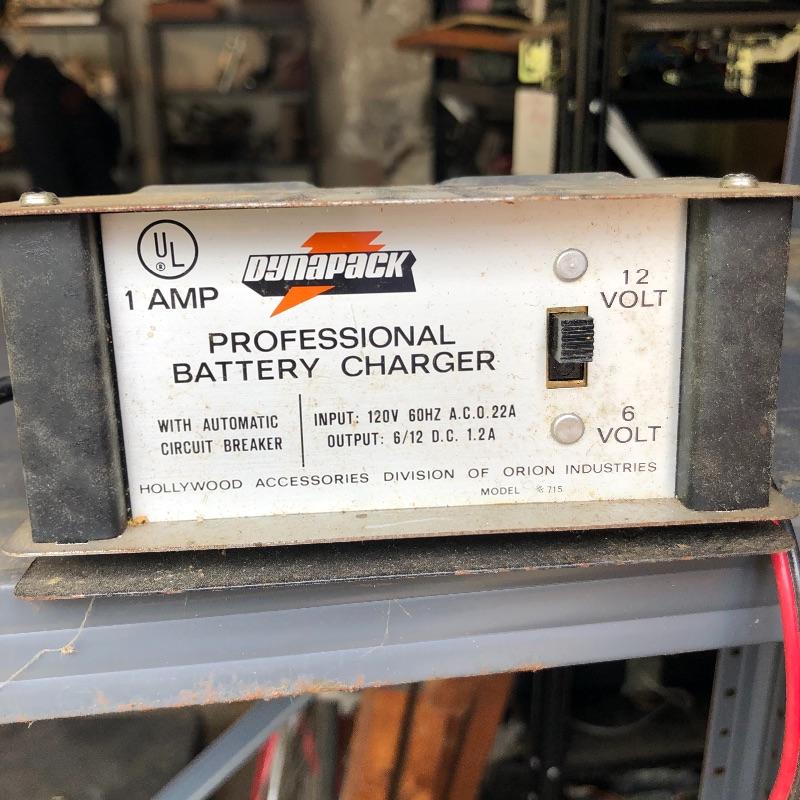 UL
®
1 AMP
DYNAPACK
PROFESSIONAL
BATTERY CHARGER
WITH AUTOMATIC
CIRCUIT BREAKER
INPUT: 120V 60HZ A.C.0.22A
OUTPUT: 6/12 D.C. 1.2A
12
VOLT
6
VOLT
HOLLYWOOD ACCESSORIES DIVISION OF ORION INDUSTRIES
MODEL 715